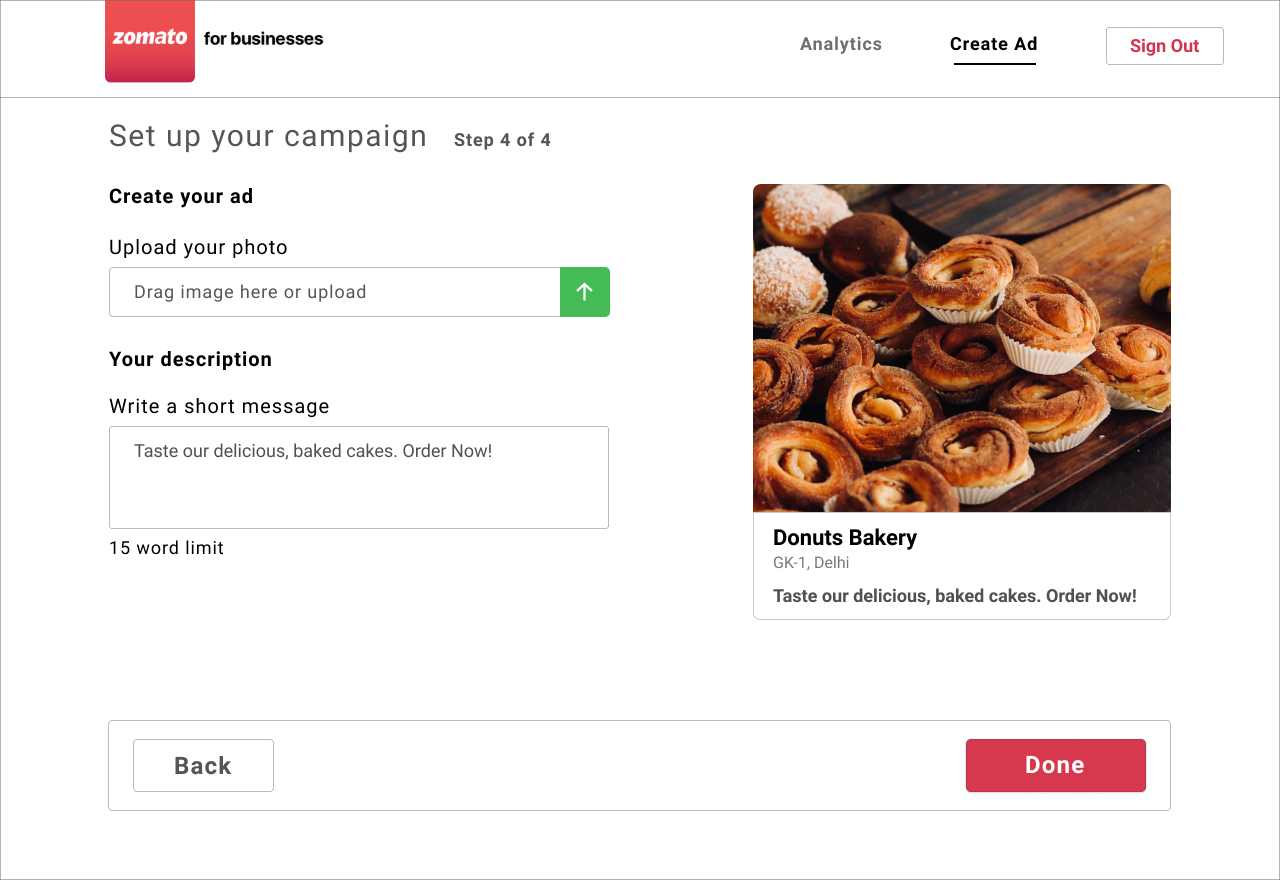 zomato for businesses
Analytics
Create Ad
Sign Out
Set up your campaign
Step 4 of 4
Create your ad
Upload your photo
Drag image here or upload
Your description
Write a short message
Taste our delicious, baked cakes. Order Now!
15 word limit
Donuts Bakery
GK-1, Delhi
Taste our delicious, baked cakes. Order Now!
Back
Done